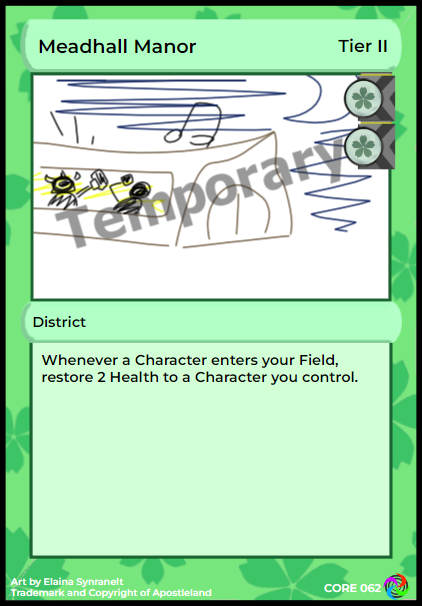 Meadhall Manor
Tier II
Temporary
District
Whenever a Character enters your Field,
restore 2 Health to a Character you control.
Art by Elaina Synranelt
Trademark and Copyright of Apostleland
CORE 062